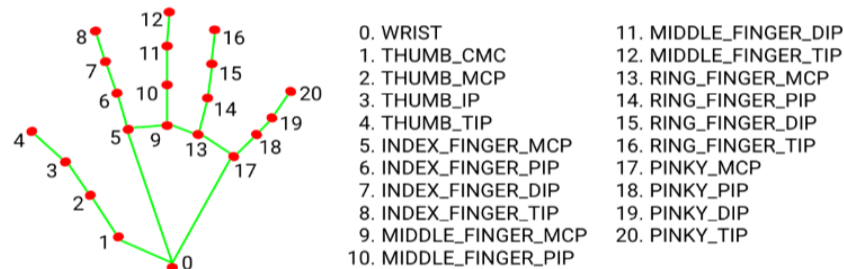 12
8
16
11
7
15
10
6
20
14
4
5
9
19
13
18
3
17
2
1
0
0. WRIST
1. THUMB_CMC
2. THUMB_MCP
3. THUMB_IP
4. THUMB_TIP
5. INDEX_FINGER_MCP
6. INDEX_FINGER_PIP
7. INDEX_FINGER_DIP
8. INDEX_FINGER_TIP
9. MIDDLE_FINGER_MCP
10. MIDDLE_FINGER_PIP
11. MIDDLE_FINGER_DIP
12. MIDDLE_FINGER_TIP
13. RING_FINGER_MCP
14. RING_FINGER_PIP
15. RING_FINGER_DIP
16. RING_FINGER_TIP
17. PINKY_MCP
18. PINKY_PIP
19. PINKY_DIP
20. PINKY_TIP